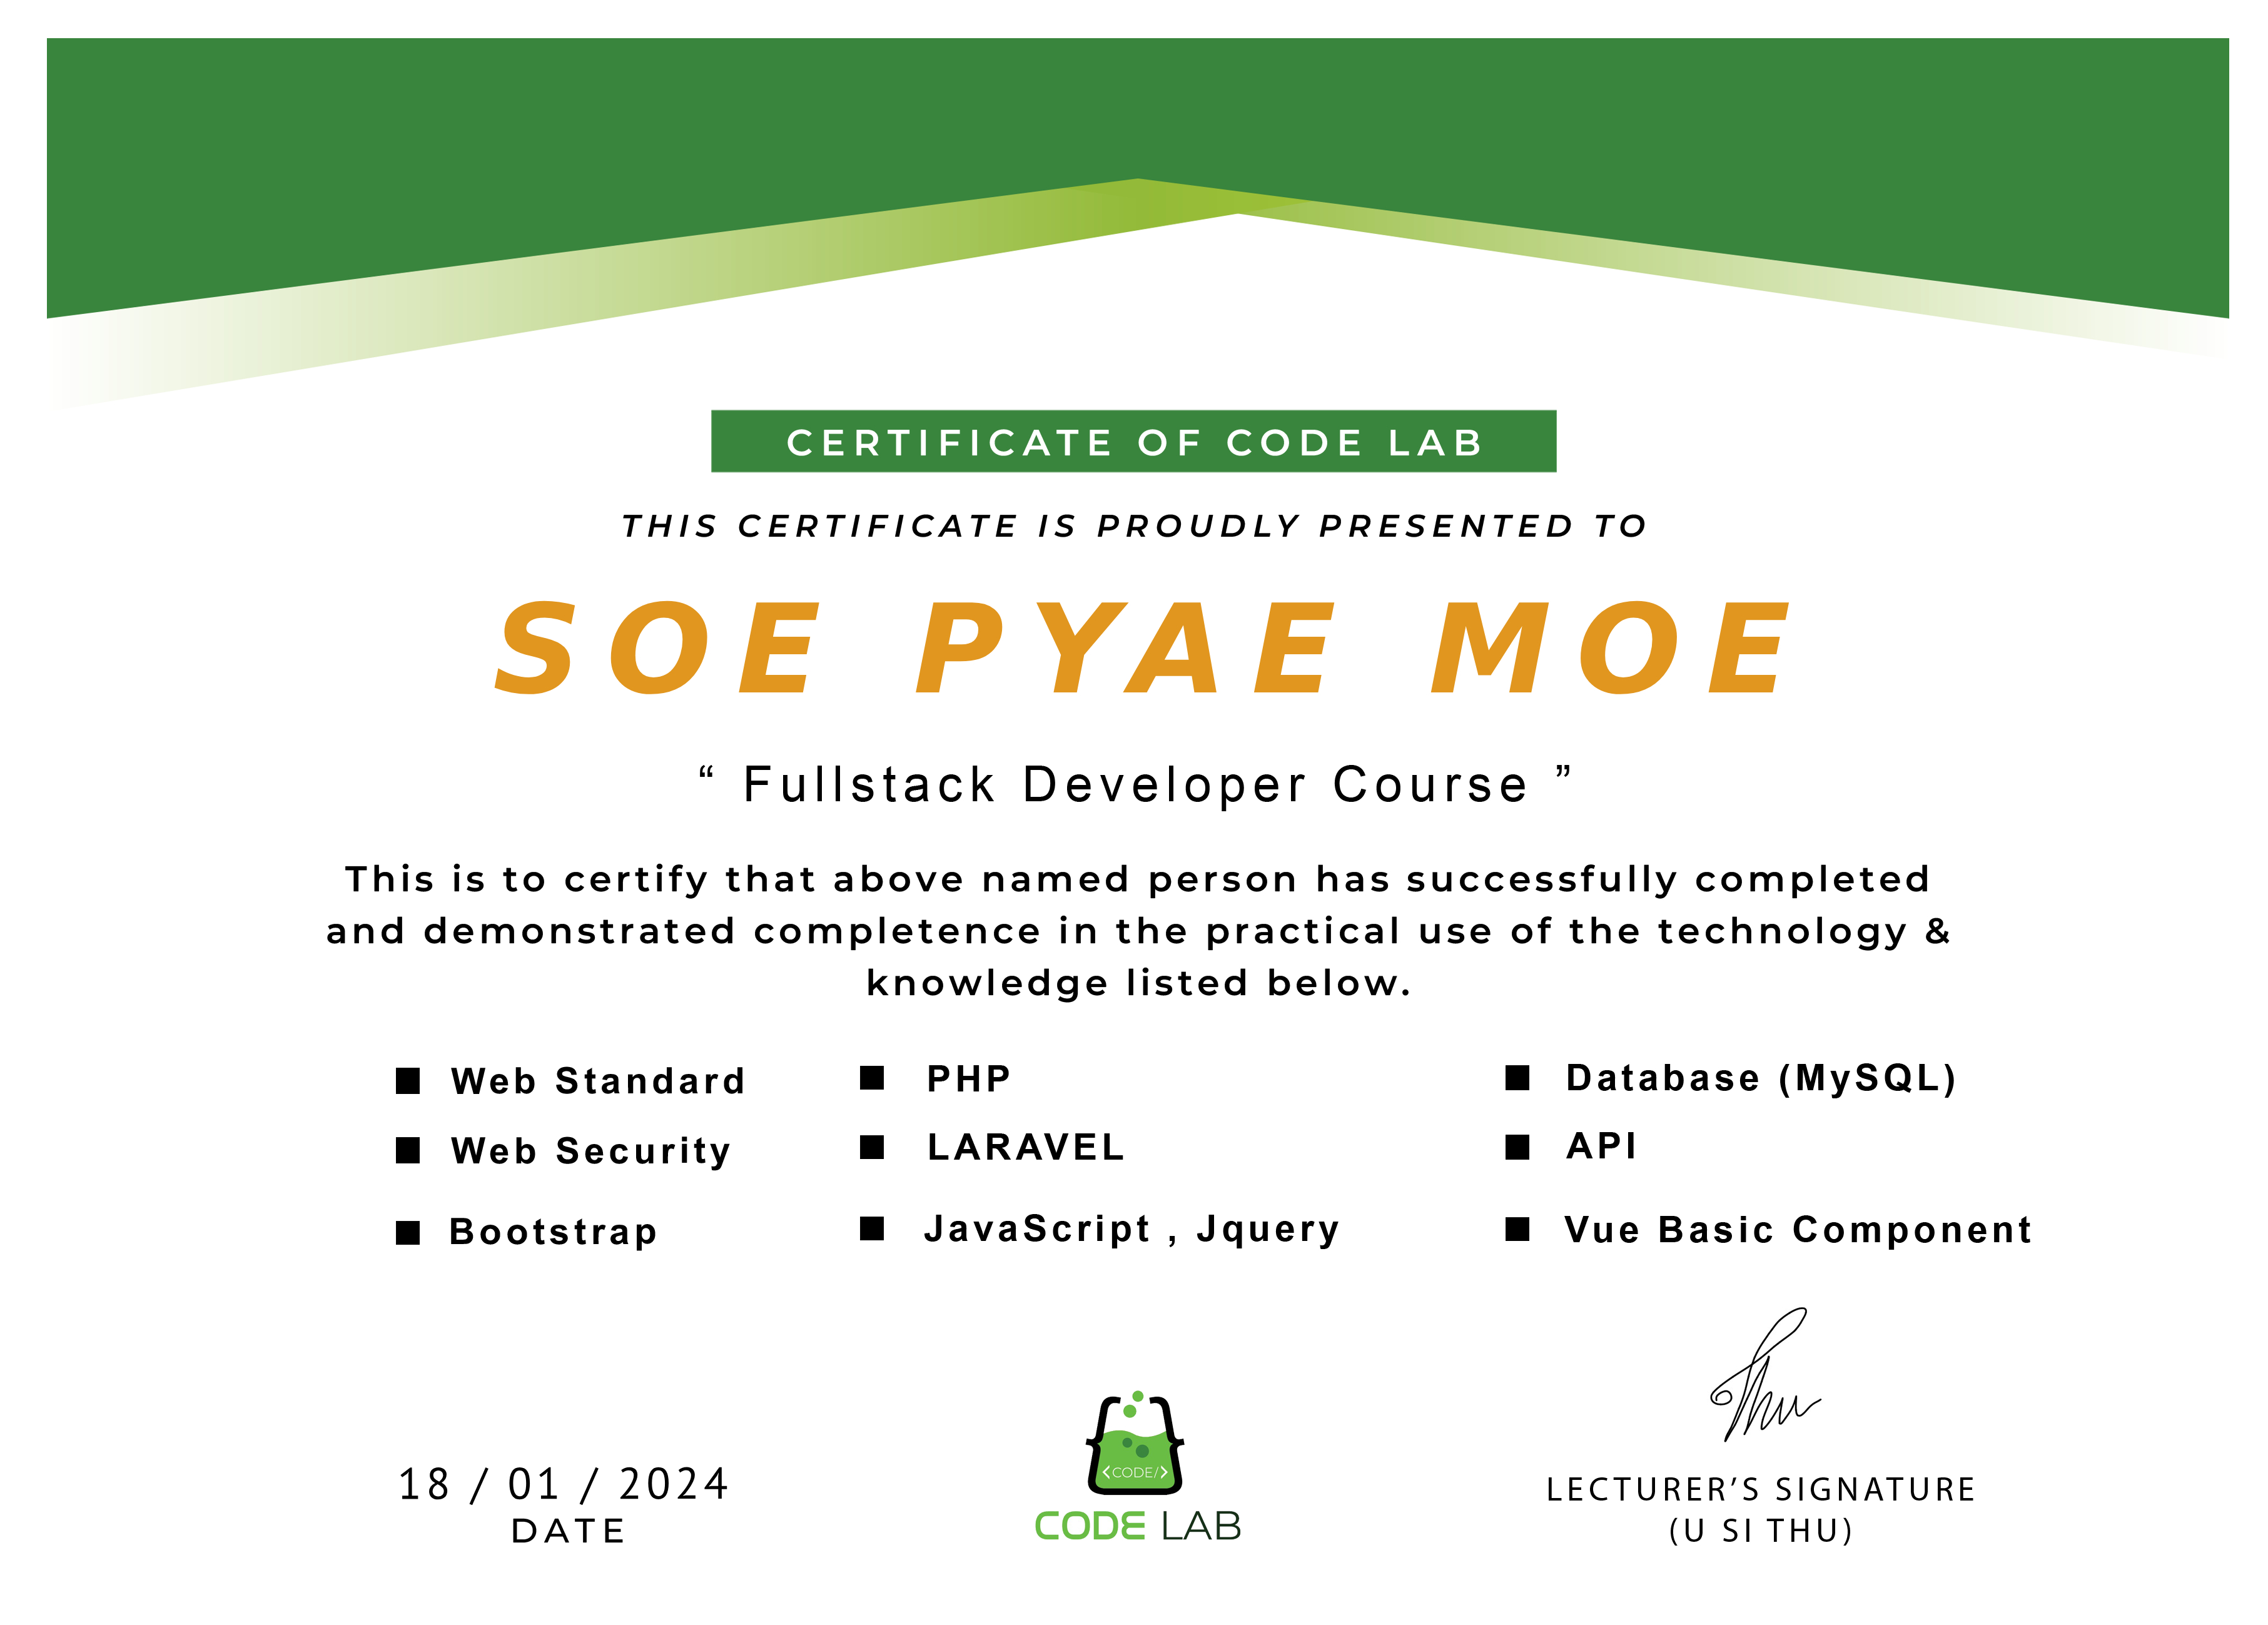 CERTIFICATE OF CODE LAB
THIS CERTIFICATE IS PROUDLY PRESENTED TO
SOE PYAE MOE
“ Fullstack Developer Course ”
This is to certify that above named person has successfully completed
and demonstrated completence in the practical use of the technology &
knowledge listed below.
■ Web Standard
■ Web Security
■ Bootstrap
■ PHP
■ LARAVEL
■ JavaScript , Jquery
■ Database (MySQL)
■ API
■ Vue Basic Component
18 / 01 / 2024
DATE
<CODE/>
CODE LAB
Thu
LECTURER’S SIGNATURE
(U SI THU)